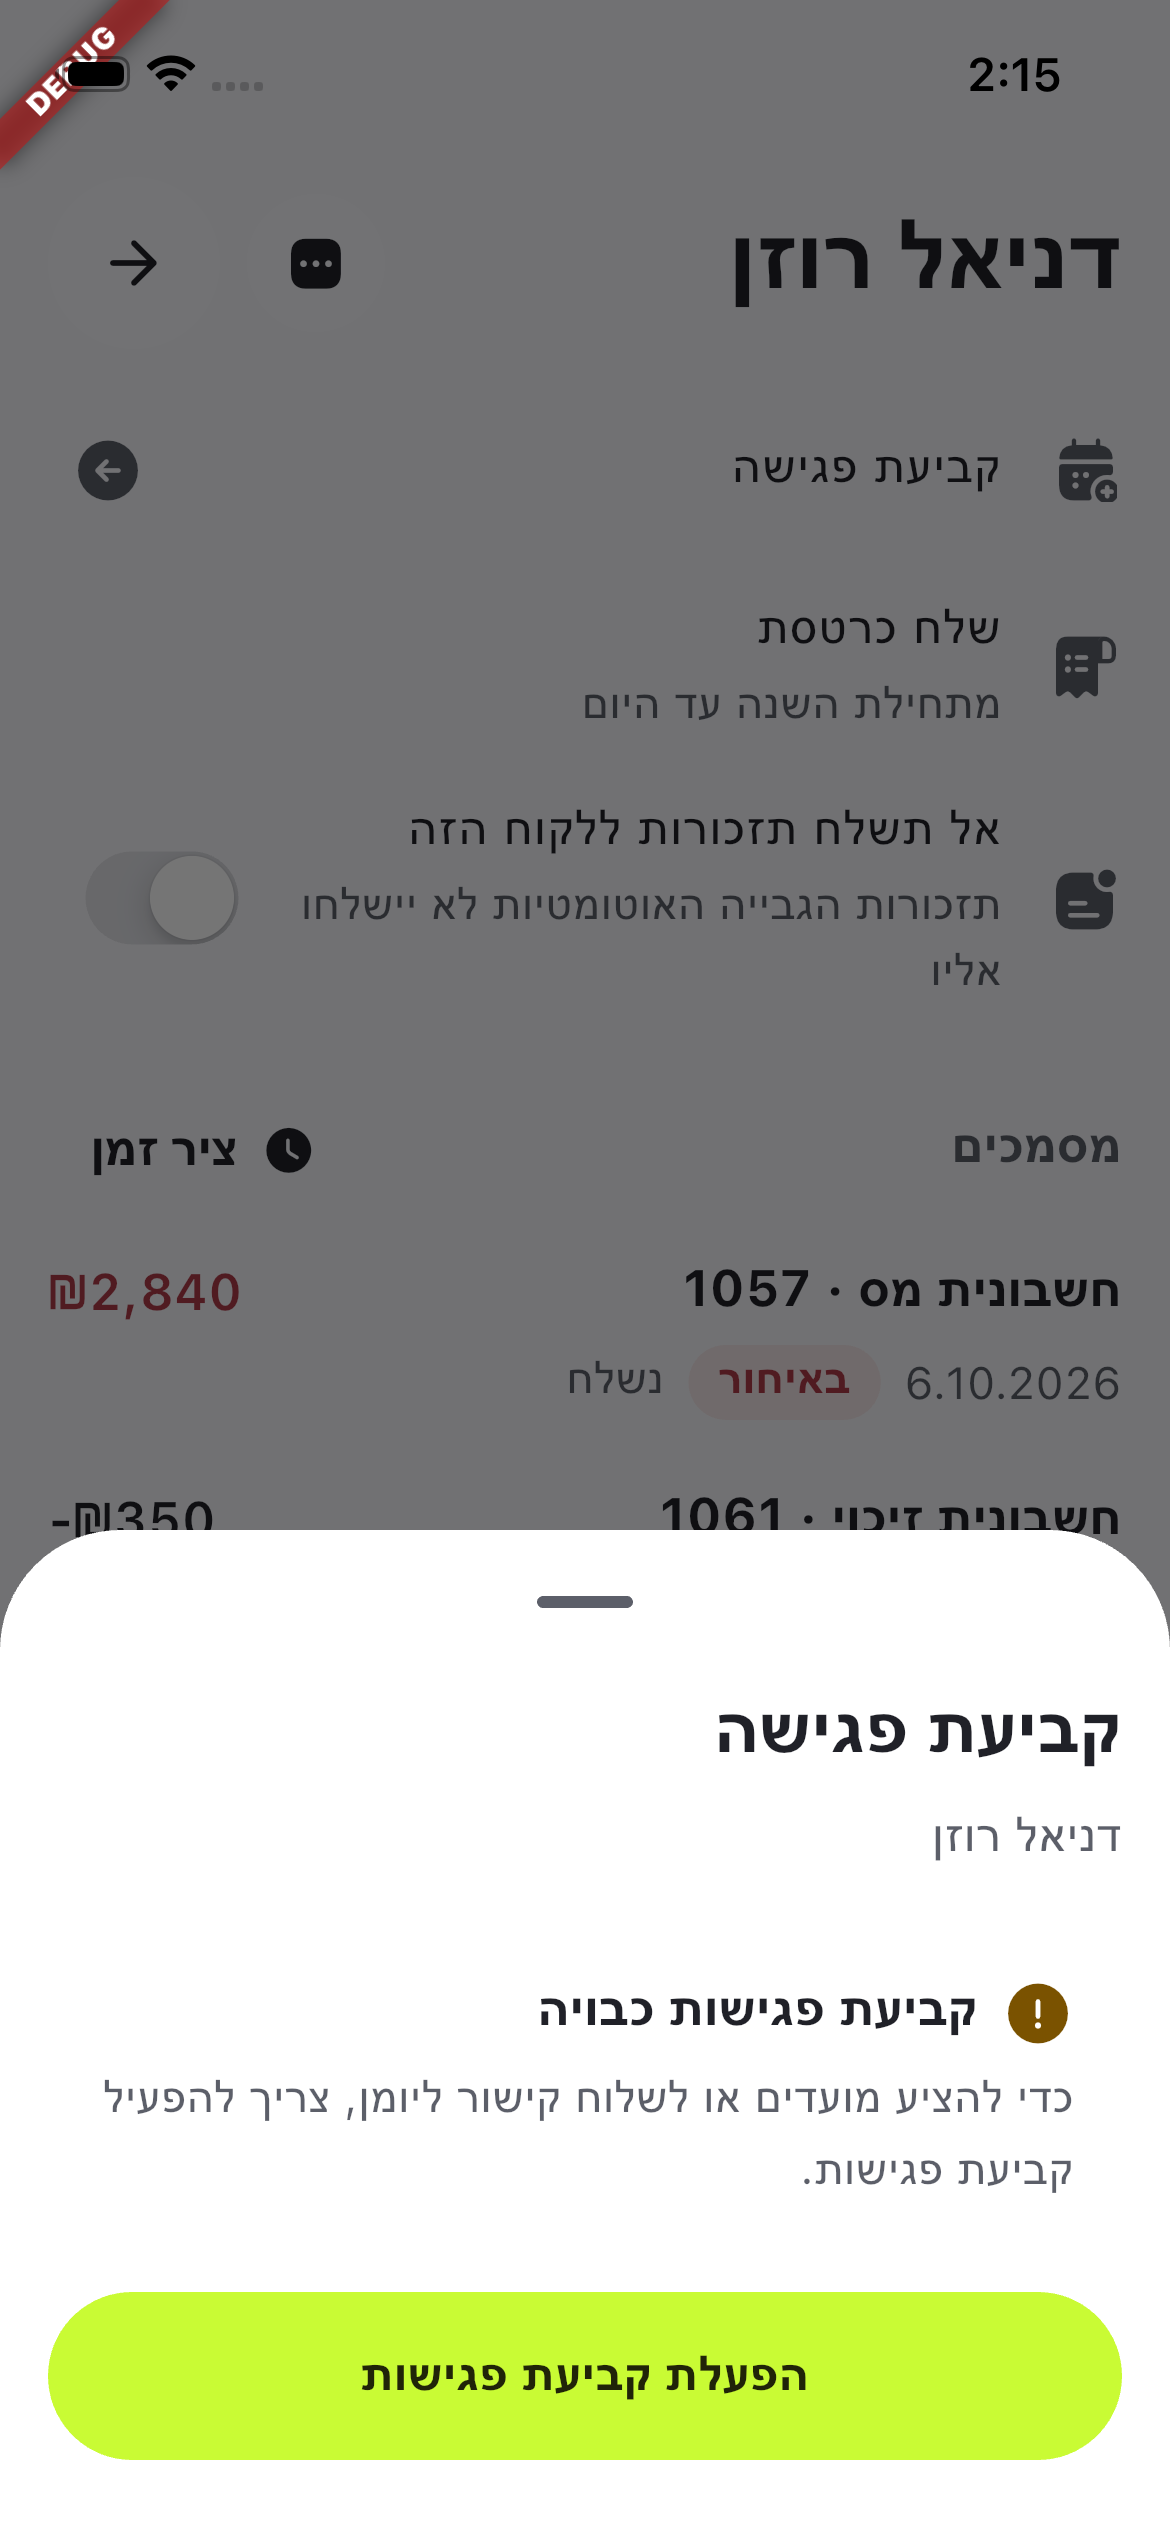 DEBUG
2:15
דניאל רוזן
קביעת פגישה
שלח כרטסת
מתחילת השנה עד היום
אל תשלח תזכורות ללקוח הזה
תזכורות הגבייה האוטומטיות לא יישלחו
אליו
מסמכים
ציר זמן
חשבונית מס · 1057
₪2,840
6.10.2026 באיחור נשלח
חשבונית זיכוי · 1061
-₪350
קביעת פגישה
דניאל רוזן
קביעת פגישות כבויה
כדי להציע מועדים או לשלוח קישור ליומן, צריך להפעיל
קביעת פגישות.
הפעלת קביעת פגישות